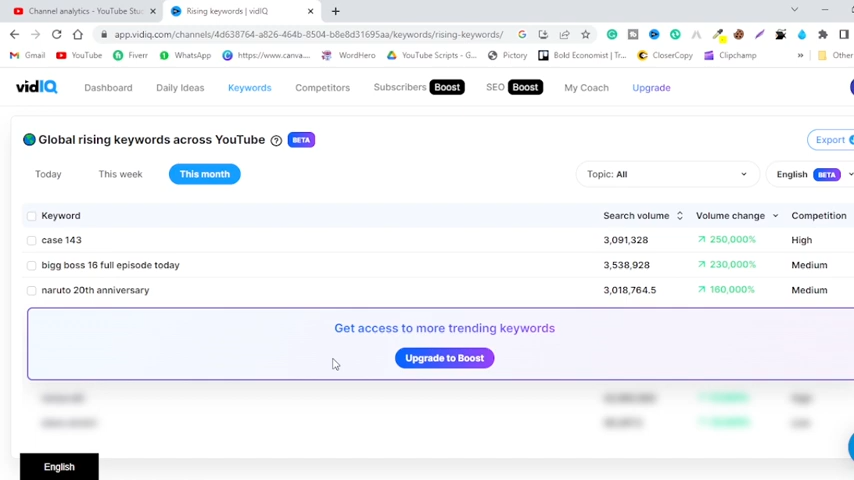 Channel analytics - YouTube Stu
Rising keywords | vidIQ
app.vidiq.com/channels/4d638764-a826-464b-8504-b8e8d31695aa/keywords/rising-keywords/
Gmail YouTube Fiverr WhatsApp https://www.canva... WordHero YouTube Scripts - G... Pictory Bold Economist | Tr... CloserCopy Clipchamp » Other
vidIQ Dashboard Daily Ideas Keywords Competitors Subscribers Boost SEO Boost My Coach Upgrade
Global rising keywords across YouTube ? BETA Export
Today This week This month Topic: All English BETA
Keyword Search volume Volume change Competition
case 143 3,091,328 250,000% High
bigg boss 16 full episode today 3,538,928 230,000% Medium
naruto 20th anniversary 3,018,764.5 160,000% Medium
Get access to more trending keywords
Upgrade to Boost
High
Low
English